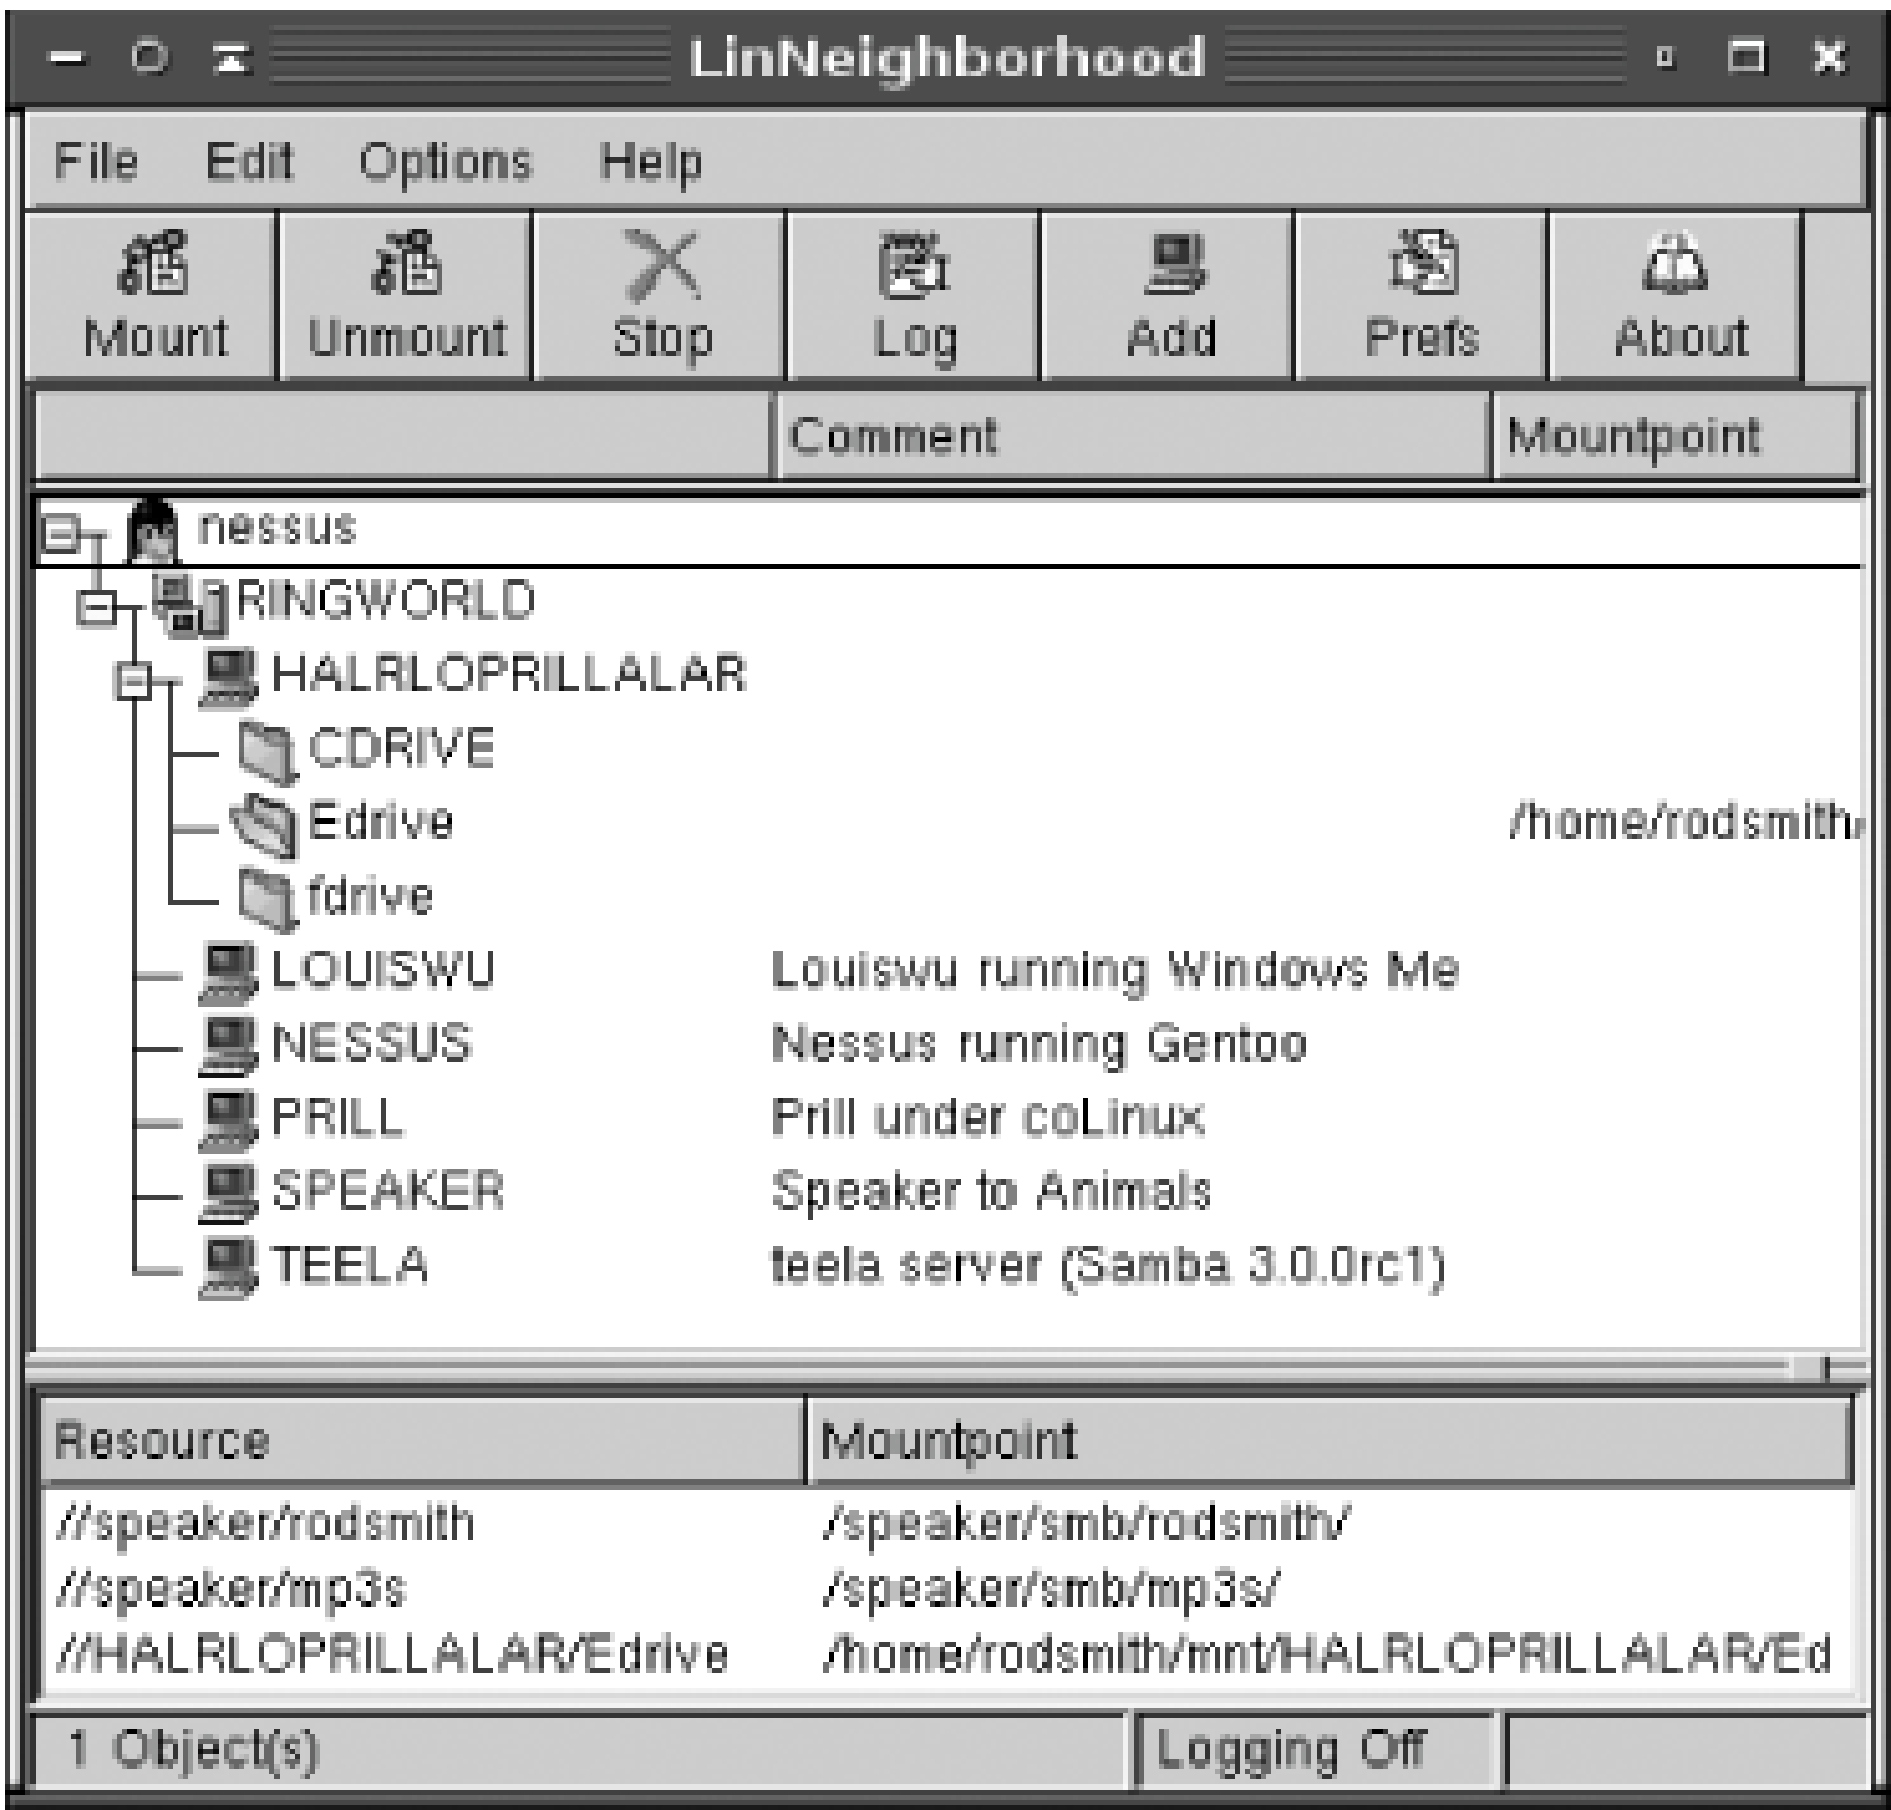 LinNeighborhood
File Edit Options Help
Mount Unmount Stop Log Add Prefs About
Comment Mountpoint
nessus
RINGWORLD
HALRLOPRILLALAR
CDRIVE
Edrive /home/rodsmith/
fdrive
LOUISWU Louiswu running Windows Me
NESSUS Nessus running Gentoo
PRILL Prill under coLinux
SPEAKER Speaker to Animals
TEELA teela server (Samba 3.0.0rc1)
Resource Mountpoint
//speaker/rodsmith /speaker/smb/rodsmith/
//speaker/mp3s /speaker/smb/mp3s/
//HALRLOPRILLALAR/Edrive /home/rodsmith/mnt/HALRLOPRILLALAR/Ed
1 Object(s) Logging Off